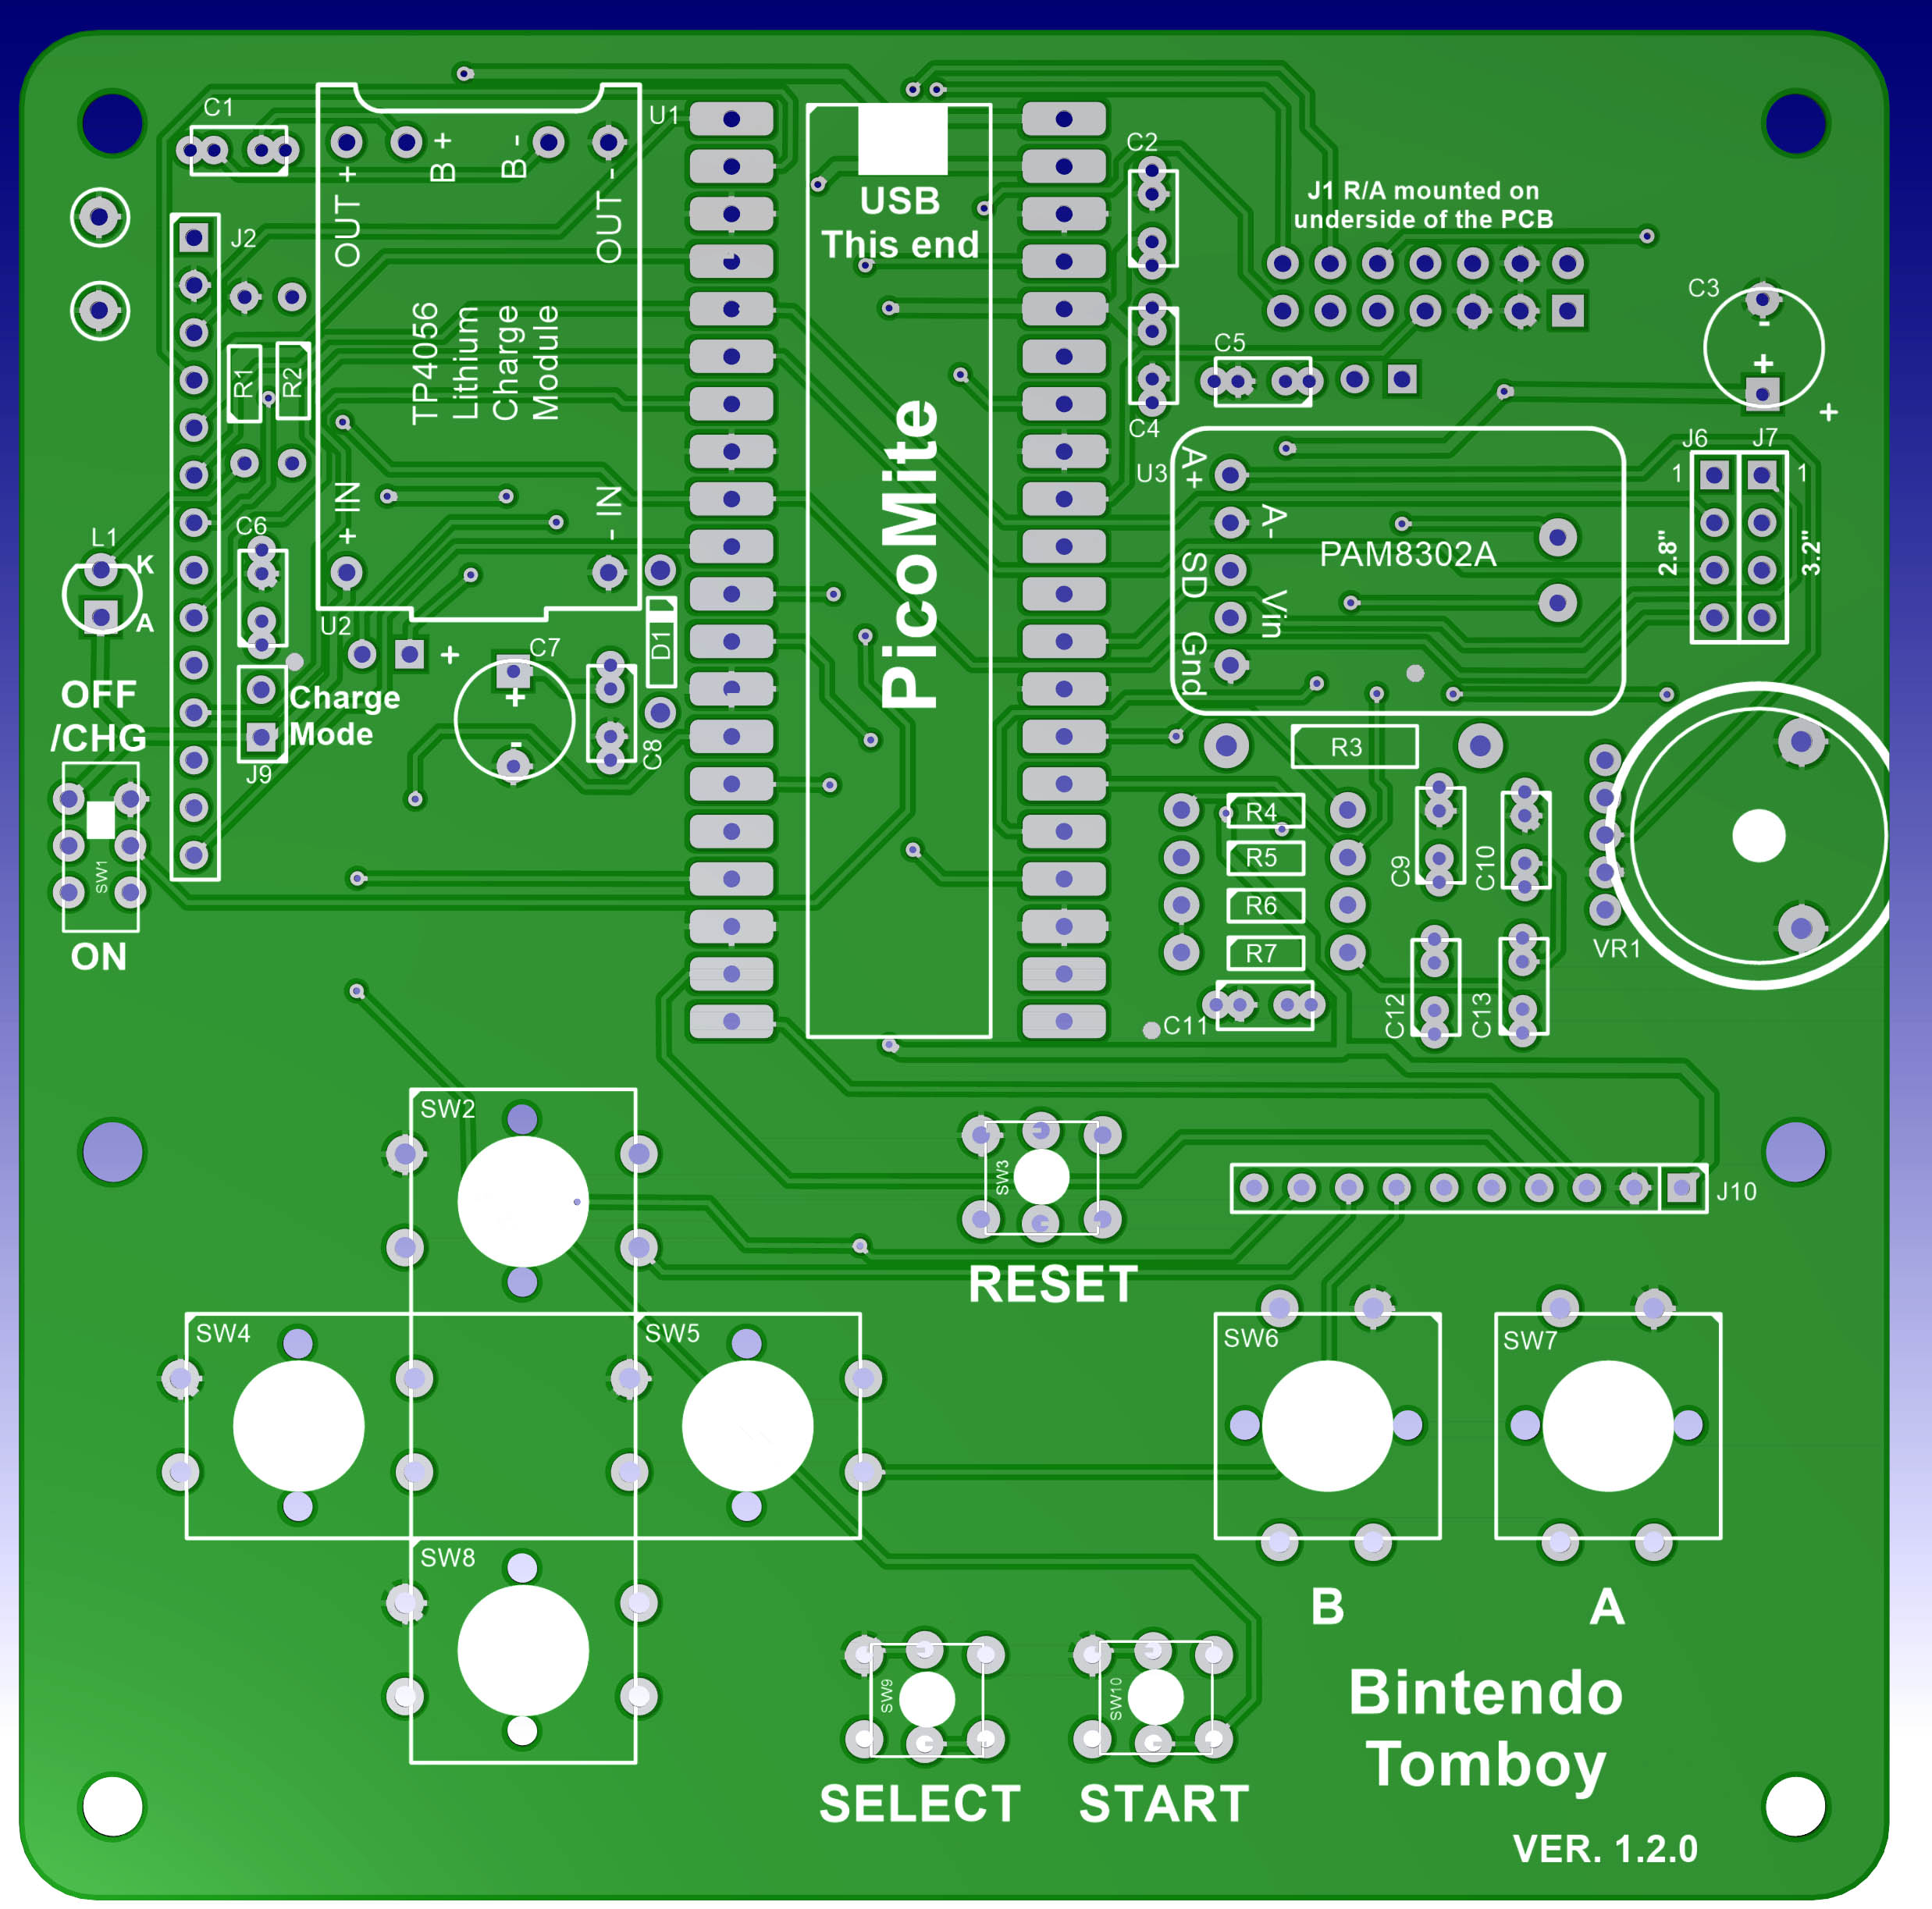 C1
B +
B -
OUT +
OUT -
U1
USB
This end
C2
J1 R/A mounted on
underside of the PCB
J2
C3
-
+
+
TP4056
Lithium
Charge
Module
R1
R2
C5
C4
PicoMite
U3
A+
A-
SD
Vin
Gnd
PAM8302A
J6
J7
1
1
2.8"
3.2"
+ IN
- IN
C6
L1
K
A
U2
+
C7
+
-
D1
C8
OFF
/CHG
Charge
Mode
J9
SW1
ON
R3
R4
R5
R6
R7
C9
C10
VR1
C11
C12
C13
SW2
SW3
J10
RESET
SW4
SW5
SW6
SW7
SW8
B
A
SW9
SW10
SELECT
START
Bintendo
Tomboy
VER. 1.2.0